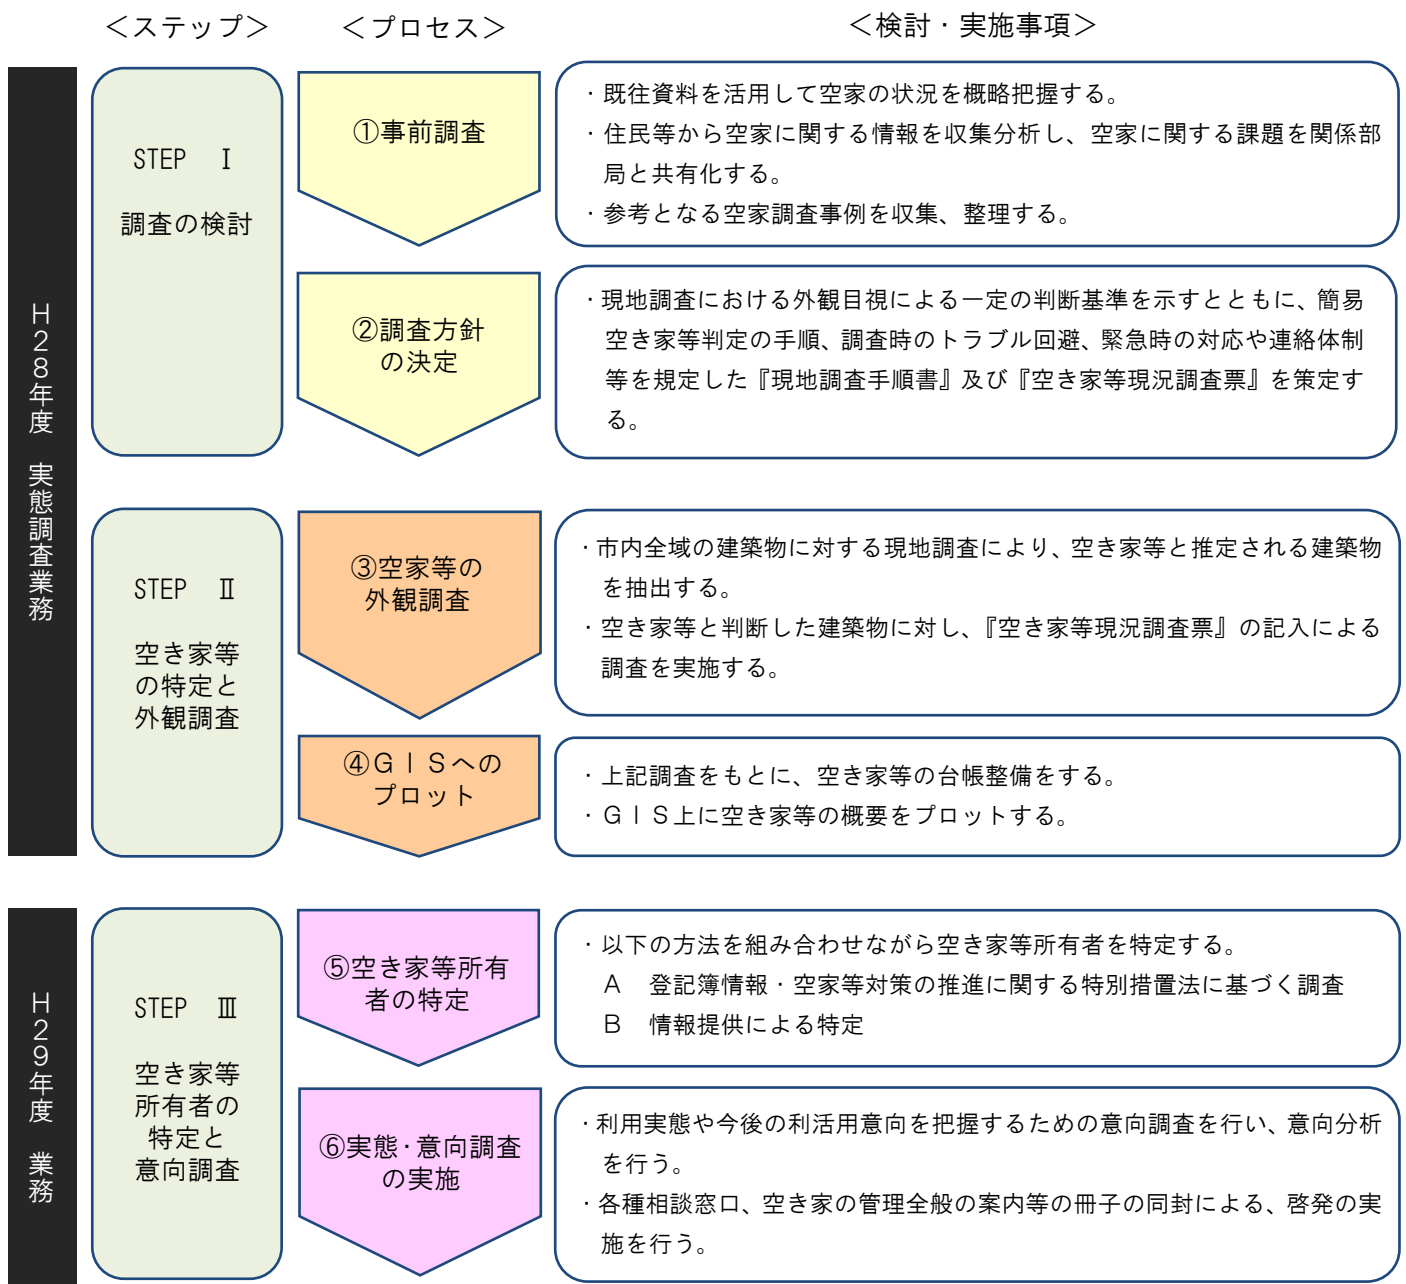 ＜ステップ＞
＜プロセス＞
＜検討・実施事項＞
H28年度 実態調査業務
STEP Ⅰ
調査の検討
①事前調査
・既往資料を活用して空家の状況を概略把握する。
・住民等から空家に関する情報を収集分析し、空家に関する課題を関係部
局と共有化する。
・参考となる空家調査事例を収集、整理する。
②調査方針
の決定
・現地調査における外観目視による一定の判断基準を示すとともに、簡易
空き家等判定の手順、調査時のトラブル回避、緊急時の対応や連絡体制
等を規定した『現地調査手順書』及び『空き家等現況調査票』を策定す
る。
STEP Ⅱ
空き家等
の特定と
外観調査
③空家等の
外観調査
・市内全域の建築物に対する現地調査により、空き家等と推定される建築物
を抽出する。
・空き家等と判断した建築物に対し、『空き家等現況調査票』の記入による
調査を実施する。
④ＧＩＳへの
プロット
・上記調査をもとに、空き家等の台帳整備をする。
・ＧＩＳ上に空き家等の概要をプロットする。
H29年度 業務
STEP Ⅲ
空き家等
所有者の
特定と
意向調査
⑤空き家等所有
者の特定
・以下の方法を組み合わせながら空き家等所有者を特定する。
Ａ 登記簿情報・空家等対策の推進に関する特別措置法に基づく調査
Ｂ 情報提供による特定
⑥実態・意向調査
の実施
・利用実態や今後の利活用意向を把握するための意向調査を行い、意向分析
を行う。
・各種相談窓口、空き家の管理全般の案内等の冊子の同封による、啓発の実
施を行う。